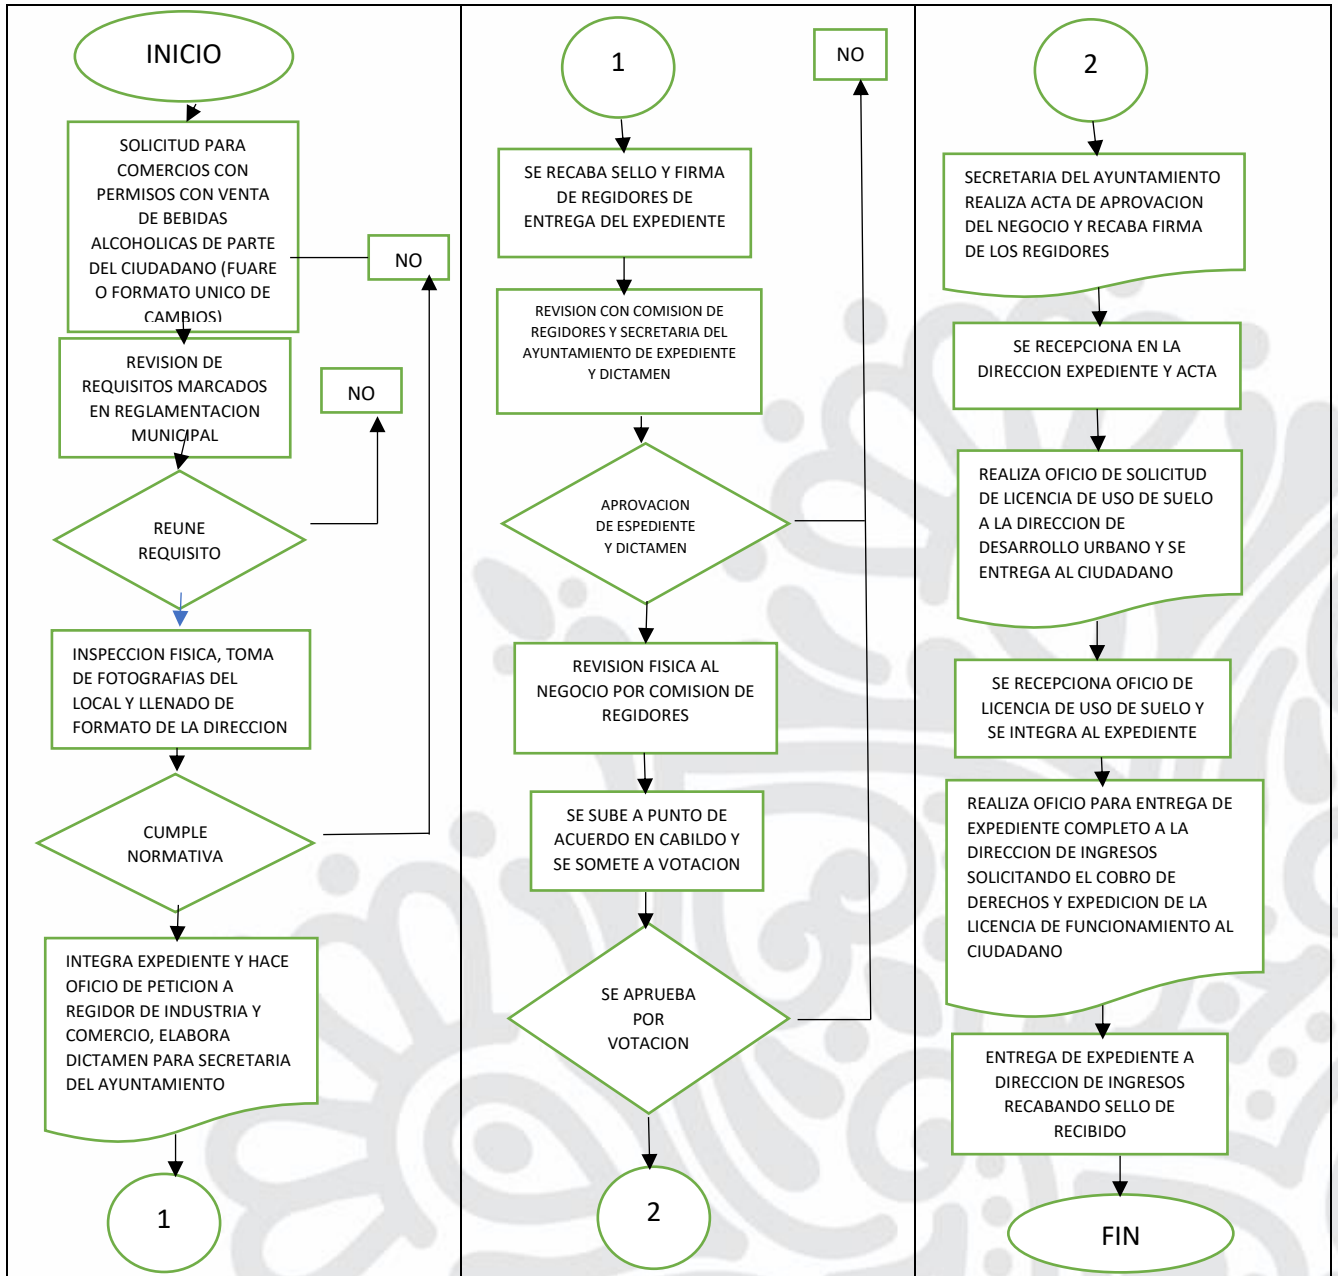 INICIO
SOLICITUD PARA
COMERCIOS CON
PERMISOS CON VENTA
DE BEBIDAS
ALCOHOLICAS DE PARTE
DEL CIUDADANO (FUARE
O FORMATO UNICO DE
CAMBIOS)
NO
REVISION DE
REQUISITOS MARCADOS
EN REGLAMENTACION
MUNICIPAL
NO
REUNE
REQUISITO
INSPECCION FISICA, TOMA
DE FOTOGRAFIAS DEL
LOCAL Y LLENADO DE
FORMATO DE LA DIRECCION
CUMPLE
NORMATIVA
INTEGRA EXPEDIENTE Y HACE
OFICIO DE PETICION A
REGIDOR DE INDUSTRIA Y
COMERCIO, ELABORA
DICTAMEN PARA SECRETARIA
DEL AYUNTAMIENTO
1
1
NO
SE RECABA SELLO Y FIRMA
DE REGIDORES DE
ENTREGA DEL EXPEDIENTE
REVISION CON COMISION DE
REGIDORES Y SECRETARIA DEL
AYUNTAMIENTO DE EXPEDIENTE
Y DICTAMEN
APROVACION
DE ESPEDIENTE
Y DICTAMEN
REVISION FISICA AL
NEGOCIO POR COMISION DE
REGIDORES
SE SUBE A PUNTO DE
ACUERDO EN CABILDO Y
SE SOMETE A VOTACION
SE APRUEBA
POR
VOTACION
2
2
SECRETARIA DEL AYUNTAMIENTO
REALIZA ACTA DE APROVACION
DEL NEGOCIO Y RECABA FIRMA
DE LOS REGIDORES
SE RECEPCIONA EN LA
DIRECCION EXPEDIENTE Y ACTA
REALIZA OFICIO DE SOLICITUD
DE LICENCIA DE USO DE SUELO
A LA DIRECCION DE
DESARROLLO URBANO Y SE
ENTREGA AL CIUDADANO
SE RECEPCIONA OFICIO DE
LICENCIA DE USO DE SUELO Y
SE INTEGRA AL EXPEDIENTE
REALIZA OFICIO PARA ENTREGA DE
EXPEDIENTE COMPLETO A LA
DIRECCION DE INGRESOS
SOLICITANDO EL COBRO DE
DERECHOS Y EXPEDICION DE LA
LICENCIA DE FUNCIONAMIENTO AL
CIUDADANO
ENTREGA DE EXPEDIENTE A
DIRECCION DE INGRESOS
RECABANDO SELLO DE
RECIBIDO
FIN